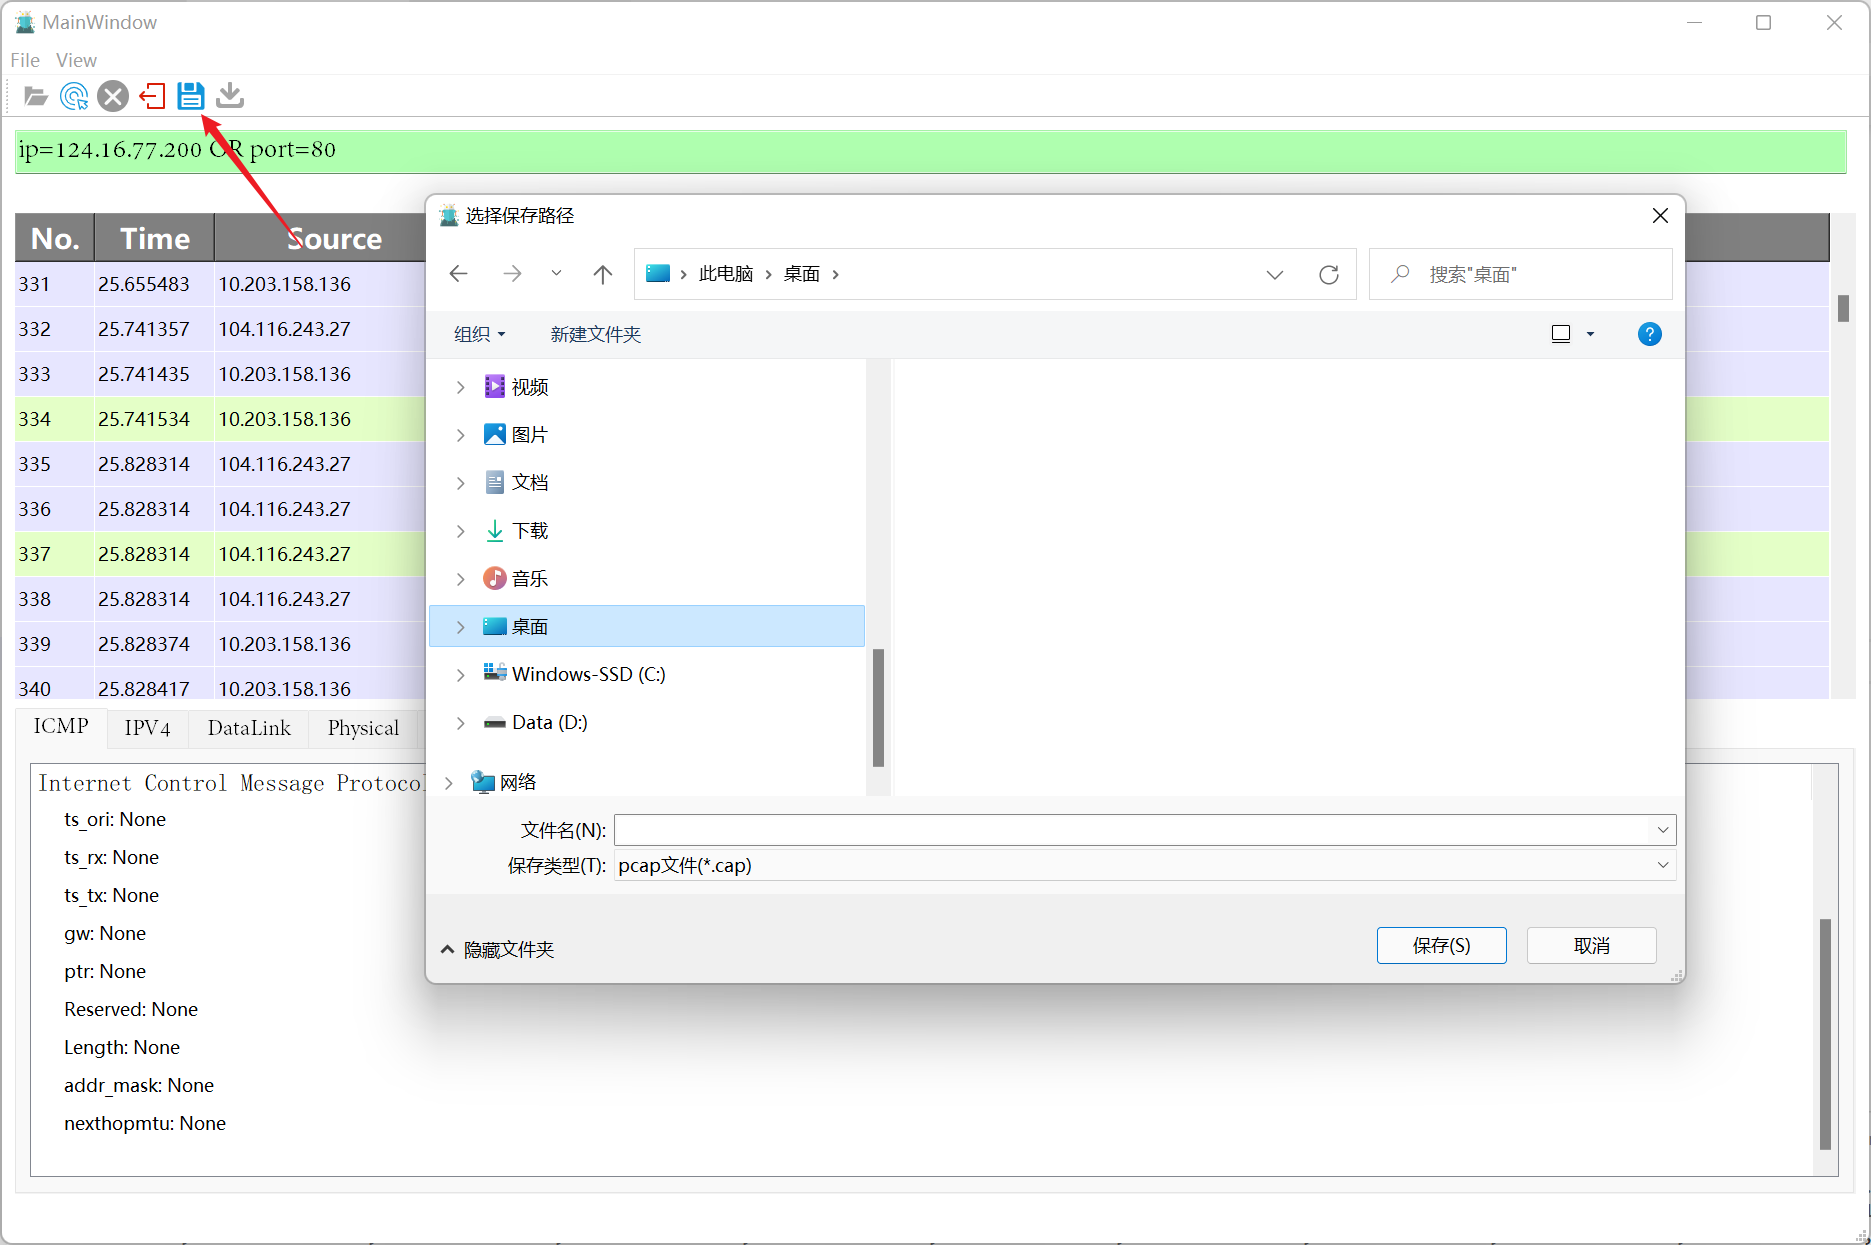 MainWindow
File View
ip=124.16.77.200 OR port=80
No. Time Source
331 25.655483 10.203.158.136
332 25.741357 104.116.243.27
333 25.741435 10.203.158.136
334 25.741534 10.203.158.136
335 25.828314 104.116.243.27
336 25.828314 104.116.243.27
337 25.828314 104.116.243.27
338 25.828314 104.116.243.27
339 25.828374 10.203.158.136
340 25.828417 10.203.158.136
ICMP IPV4 DataLink Physical
Internet Control Message Protocol
ts_ori: None
ts_rx: None
ts_tx: None
gw: None
ptr: None
Reserved: None
Length: None
addr_mask: None
nexthopmtu: None
选择保存路径
此电脑 桌面
搜索"桌面"
组织 新建文件夹
视频
图片
文档
下载
音乐
桌面
Windows-SSD (C:)
Data (D:)
网络
文件名(N):
保存类型(T): pcap文件(*.cap)
隐藏文件夹 保存(S) 取消